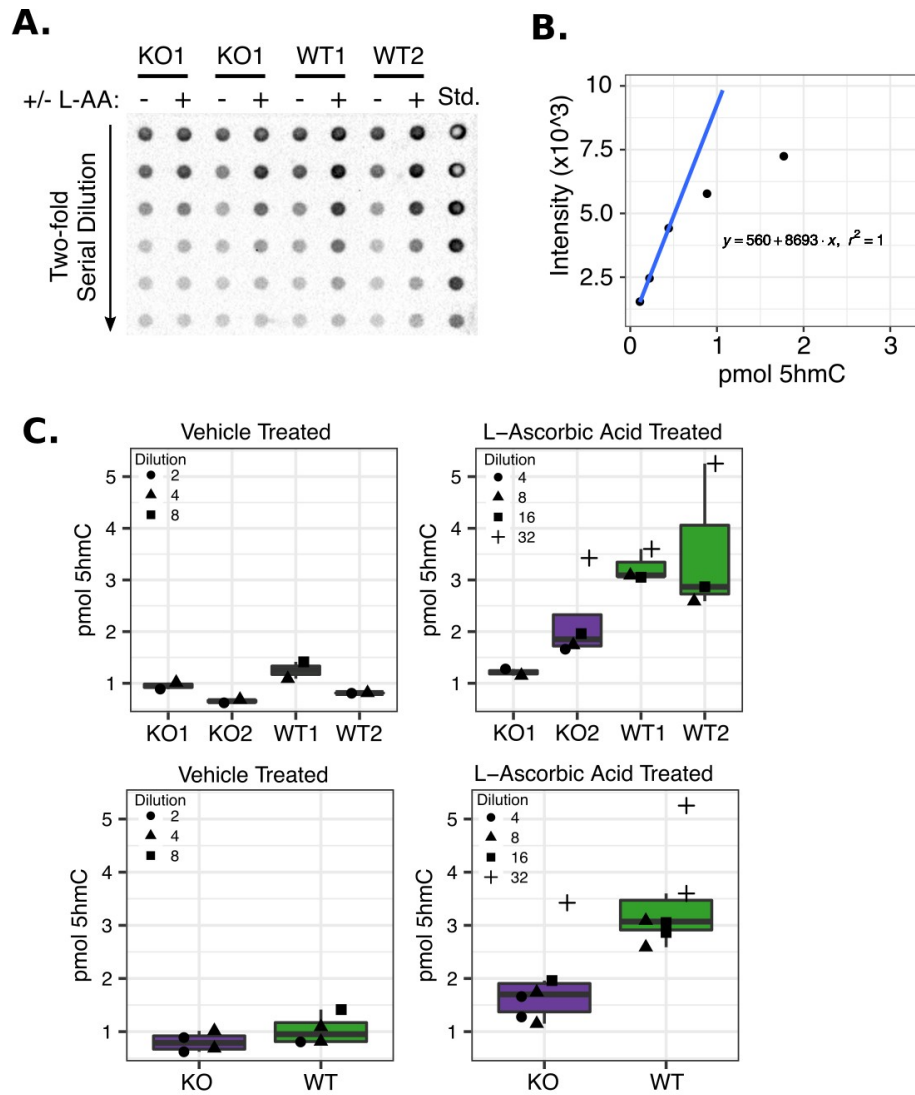 A.
KO1 KO1 WT1 WT2
+/- L-AA: - + - + - + - + Std.
Two-fold
Serial Dilution
B.
Intensity (x10^3)
10
7.5
5.0
2.5
y = 560 + 8693 · x, r² = 1
0 1 2 3
pmol 5hmC
C.
Vehicle Treated
pmol 5hmC
5
4
3
2
1
Dilution
2
4
8
KO1 KO2 WT1 WT2
L−Ascorbic Acid Treated
pmol 5hmC
5
4
3
2
1
Dilution
4
8
16
32
KO1 KO2 WT1 WT2
Vehicle Treated
pmol 5hmC
5
4
3
2
1
Dilution
2
4
8
KO WT
L−Ascorbic Acid Treated
pmol 5hmC
5
4
3
2
1
Dilution
4
8
16
32
KO WT